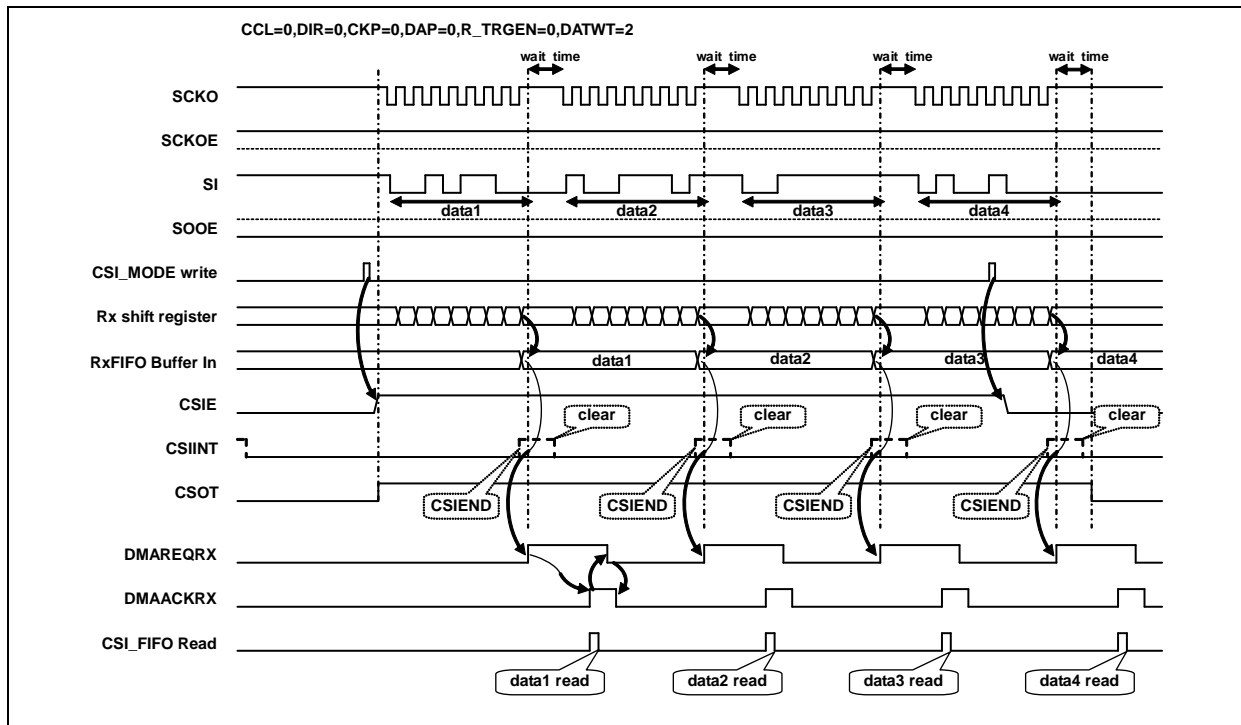 CCL=0,DIR=0,CKP=0,DAP=0,R_TRGEN=0,DATWT=2
wait time wait time wait time wait time
SCKO
SCKOE
SI
data1 data2 data3 data4
SOOE
CSI_MODE write
Rx shift register
RxFIFO Buffer In data1 data2 data3 data4
CSIE
clear clear clear clear
CSIINT
CSOT CSIEND CSIEND CSIEND CSIEND
DMAREQRX
DMAACKRX
CSI_FIFO Read
data1 read data2 read data3 read data4 read